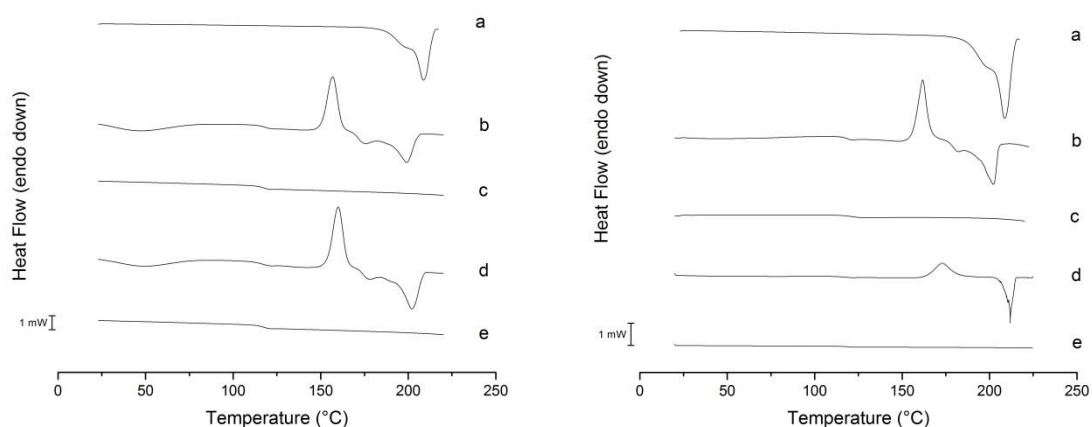 Heat Flow (endo down)
a
b
c
d
e
1 mW
0 50 100 150 200 250
Temperature (°C)
Heat Flow (endo down)
a
b
c
d
e
1 mW
0 50 100 150 200 250
Temperature (°C)